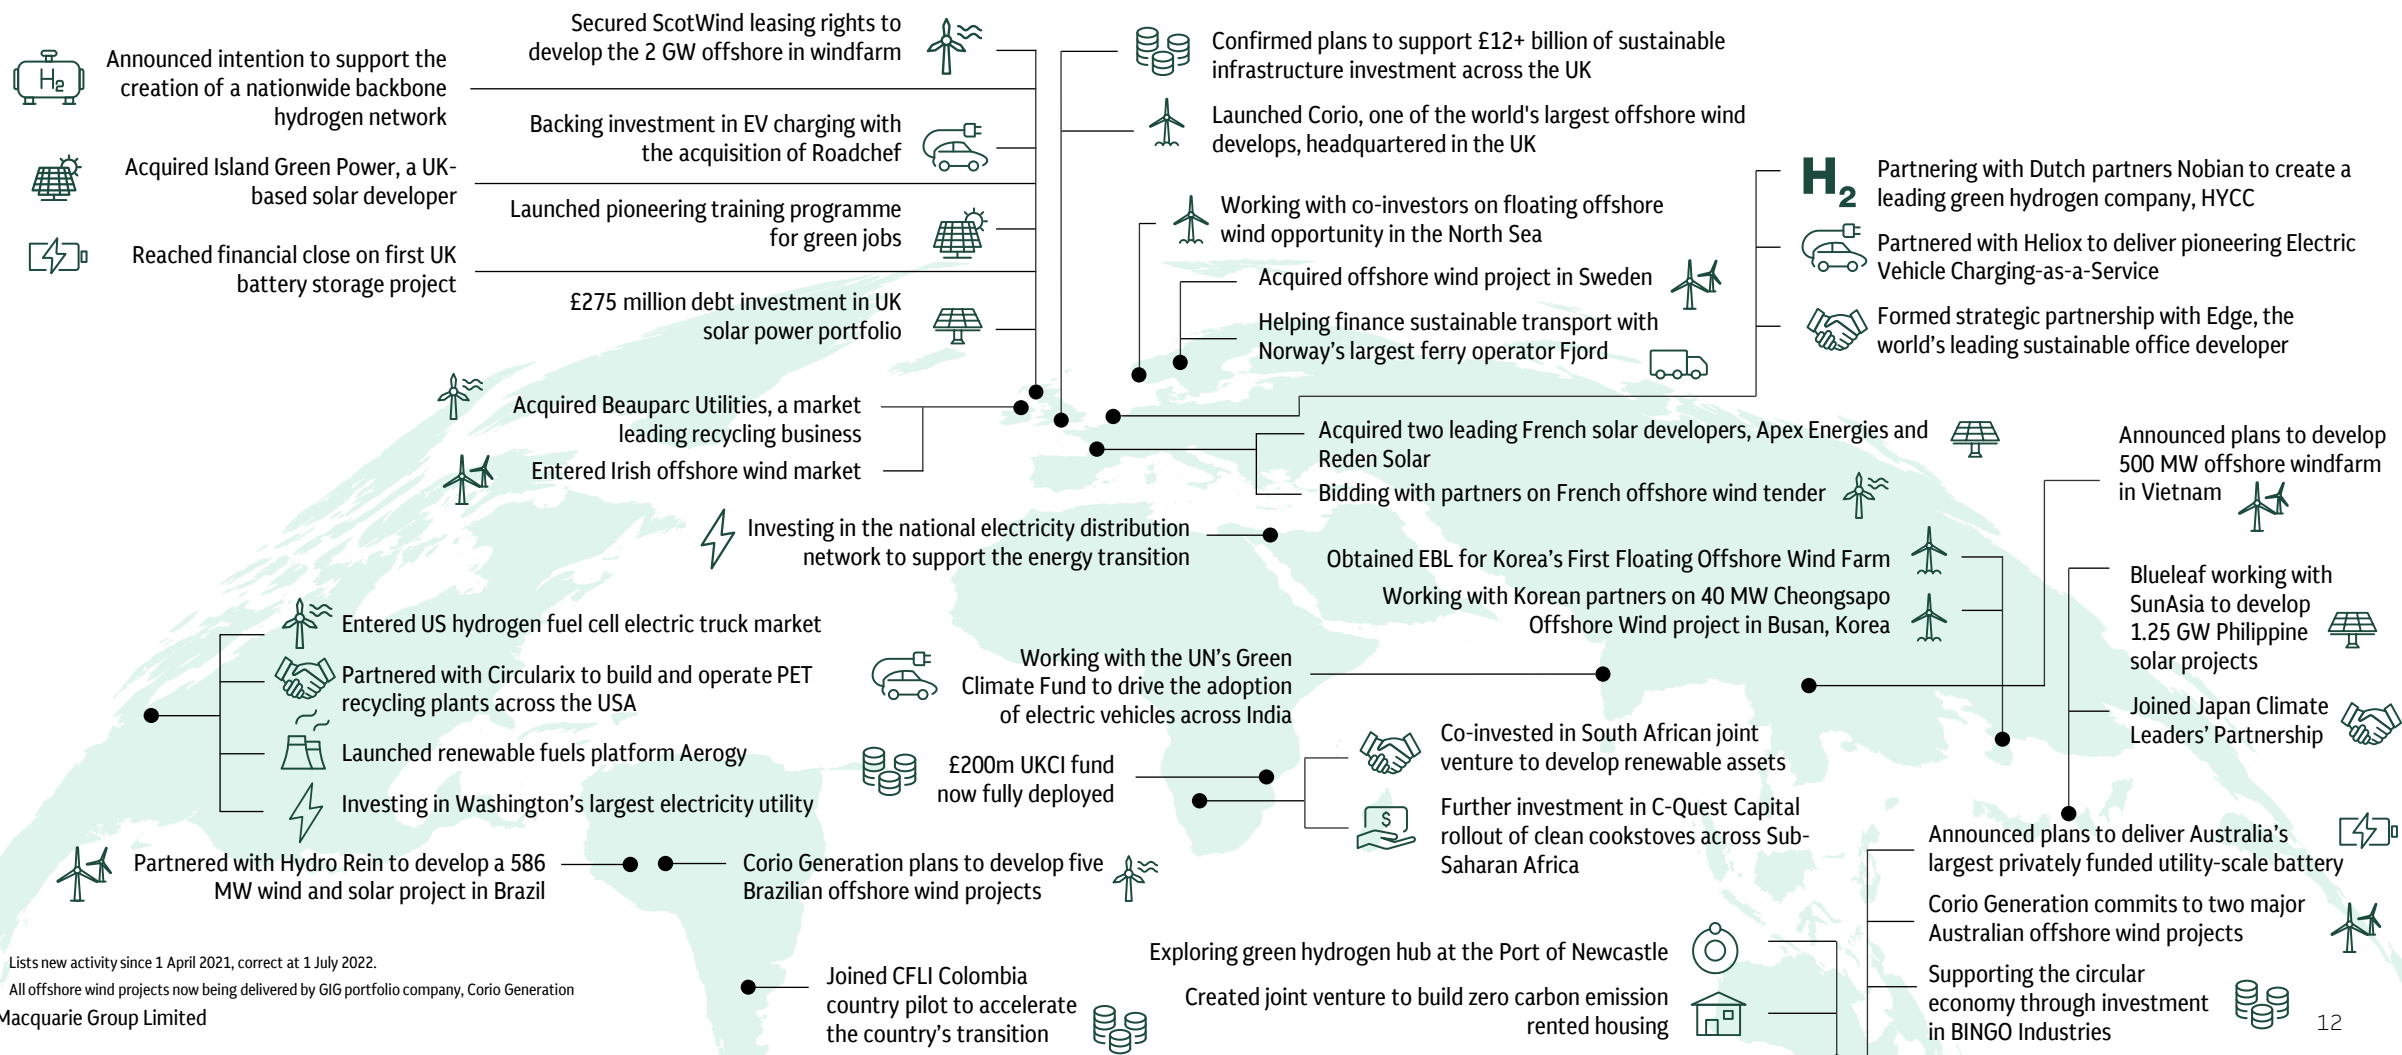 Secured ScotWind leasing rights to
develop the 2 GW offshore in windfarm
Announced intention to support the
creation of a nationwide backbone
hydrogen network
H2
Backing investment in EV charging with
the acquisition of Roadchef
Acquired Island Green Power, a UK-
based solar developer
Launched pioneering training programme
for green jobs
Reached financial close on first UK
battery storage project
£275 million debt investment in UK
solar power portfolio
Confirmed plans to support £12+ billion of sustainable
infrastructure investment across the UK
Launched Corio, one of the world's largest offshore wind
develops, headquartered in the UK
Working with co-investors on floating offshore
wind opportunity in the North Sea
Acquired offshore wind project in Sweden
Helping finance sustainable transport with
Norway’s largest ferry operator Fjord
H2
Partnering with Dutch partners Nobian to create a
leading green hydrogen company, HYCC
Partnered with Heliox to deliver pioneering Electric
Vehicle Charging-as-a-Service
Formed strategic partnership with Edge, the
world’s leading sustainable office developer
Acquired Beauparc Utilities, a market
leading recycling business
Entered Irish offshore wind market
Acquired two leading French solar developers, Apex Energies and
Reden Solar
Bidding with partners on French offshore wind tender
Announced plans to develop
500 MW offshore windfarm
in Vietnam
Investing in the national electricity distribution
network to support the energy transition
Obtained EBL for Korea’s First Floating Offshore Wind Farm
Working with Korean partners on 40 MW Cheongsapo
Offshore Wind project in Busan, Korea
Blueleaf working with
SunAsia to develop
1.25 GW Philippine
solar projects
Joined Japan Climate
Leaders’ Partnership
Entered US hydrogen fuel cell electric truck market
Partnered with Circularix to build and operate PET
recycling plants across the USA
Launched renewable fuels platform Aerogy
Investing in Washington’s largest electricity utility
Working with the UN’s Green
Climate Fund to drive the adoption
of electric vehicles across India
£200m UKCI fund
now fully deployed
Co-invested in South African joint
venture to develop renewable assets
$
Further investment in C-Quest Capital
rollout of clean cookstoves across Sub-
Saharan Africa
Partnered with Hydro Rein to develop a 586
MW wind and solar project in Brazil
Corio Generation plans to develop five
Brazilian offshore wind projects
Announced plans to deliver Australia’s
largest privately funded utility-scale battery
Corio Generation commits to two major
Australian offshore wind projects
Supporting the circular
economy through investment
in BINGO Industries
Exploring green hydrogen hub at the Port of Newcastle
Created joint venture to build zero carbon emission
rented housing
Joined CFLI Colombia
country pilot to accelerate
the country’s transition
Lists new activity since 1 April 2021, correct at 1 July 2022.
All offshore wind projects now being delivered by GIG portfolio company, Corio Generation
Macquarie Group Limited
12